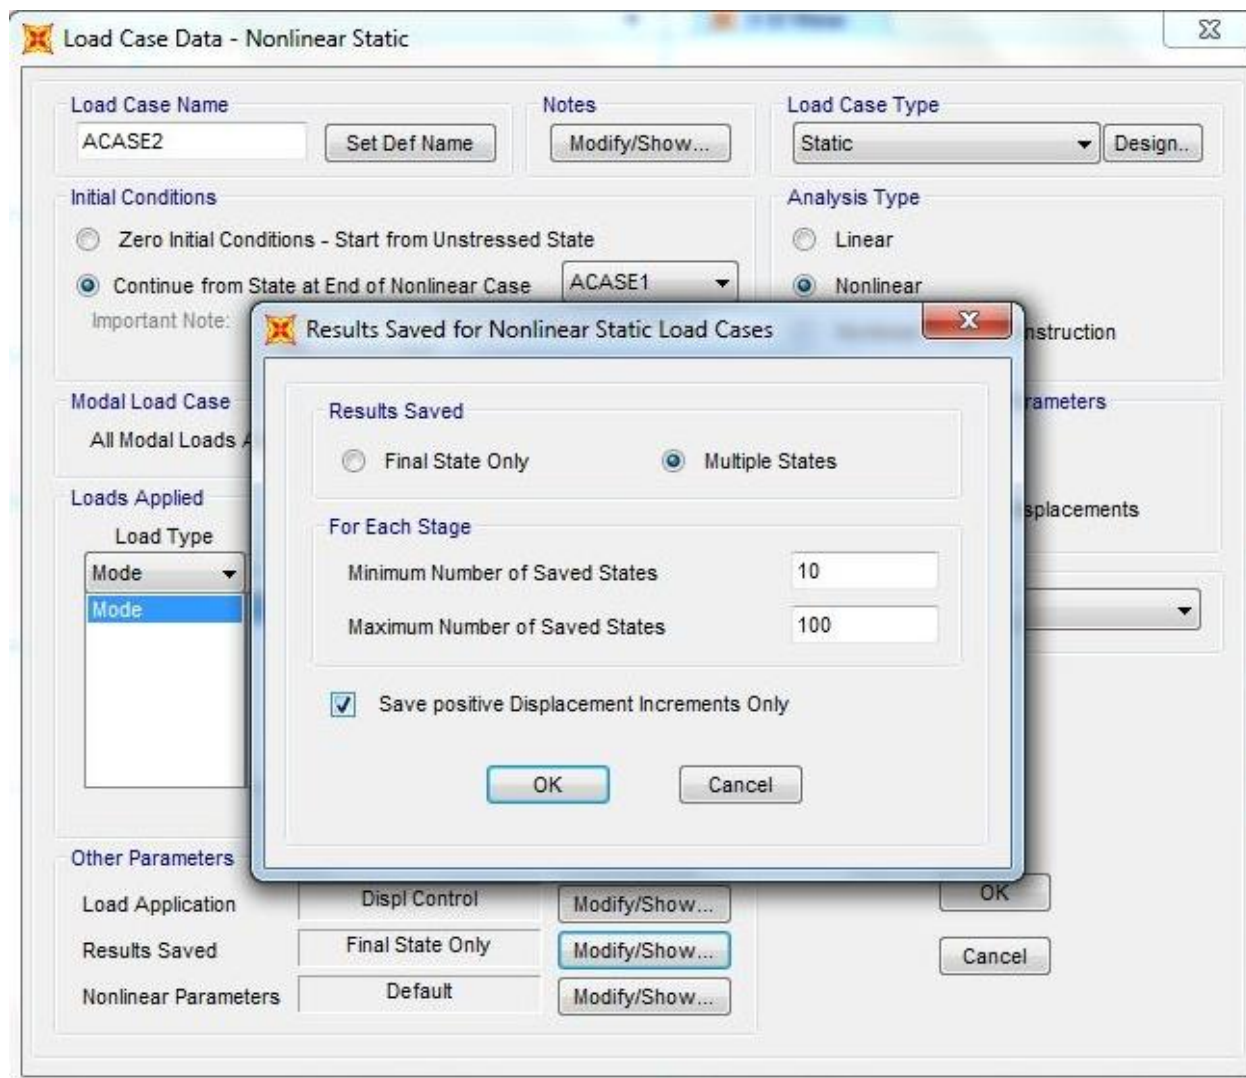 Load Case Data - Nonlinear Static
Load Case Name
Notes
Load Case Type
ACASE2
Set Def Name
Modify/Show...
Static
Design..
Initial Conditions
Analysis Type
Zero Initial Conditions - Start from Unstressed State
Linear
Continue from State at End of Nonlinear Case
ACASE1
Nonlinear
Important Note:
nstruction
Results Saved for Nonlinear Static Load Cases
Modal Load Case
All Modal Loads
rameters
Results Saved
Final State Only
Multiple States
Loads Applied
Load Type
Mode
Mode
splacements
For Each Stage
Minimum Number of Saved States
10
Maximum Number of Saved States
100
Save positive Displacement Increments Only
OK
Cancel
Other Parameters
Load Application
Displ Control
Modify/Show...
OK
Results Saved
Final State Only
Modify/Show...
Cancel
Nonlinear Parameters
Default
Modify/Show...